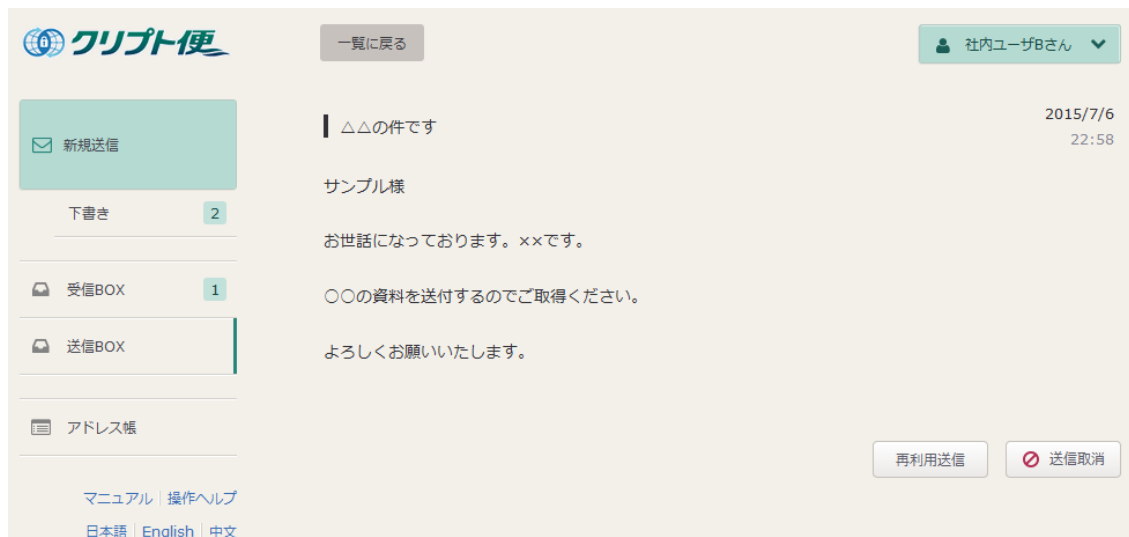 クリプト便
一覧に戻る
社内ユーザBさん
新規送信
下書き 2
受信BOX 1
送信BOX
アドレス帳
マニュアル 操作ヘルプ
日本語 English 中文
△△の件です
2015/7/6
22:58
サンプル様
お世話になっております。××です。
○○の資料を送付するのでご取得ください。
よろしくお願いいたします。
再利用送信
送信取消